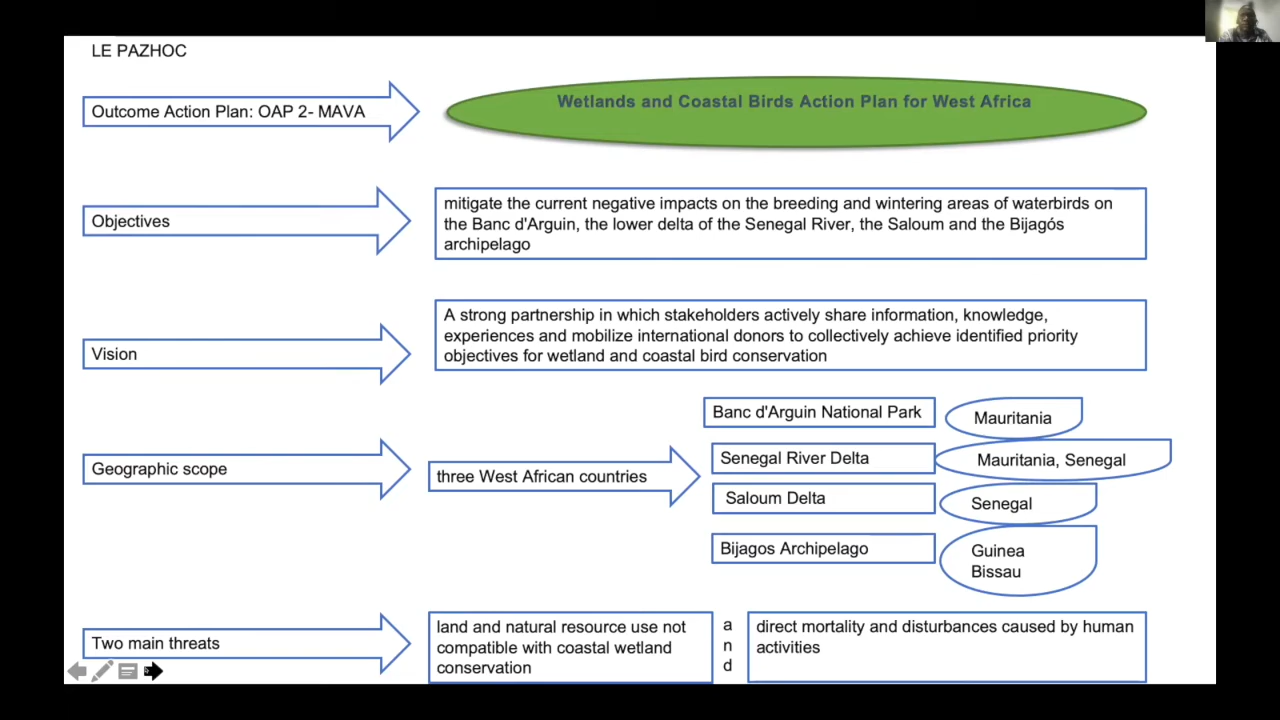 LE PAZHOC
Outcome Action Plan: OAP 2- MAVA
Wetlands and Coastal Birds Action Plan for West Africa
Objectives
mitigate the current negative impacts on the breeding and wintering areas of waterbirds on
the Banc d'Arguin, the lower delta of the Senegal River, the Saloum and the Bijagós
archipelago
Vision
A strong partnership in which stakeholders actively share information, knowledge,
experiences and mobilize international donors to collectively achieve identified priority
objectives for wetland and coastal bird conservation
Geographic scope
three West African countries
Banc d'Arguin National Park
Mauritania
Senegal River Delta
Mauritania, Senegal
Saloum Delta
Senegal
Bijagos Archipelago
Guinea
Bissau
Two main threats
land and natural resource use not
compatible with coastal wetland
conservation
a
n
d
direct mortality and disturbances caused by human
activities